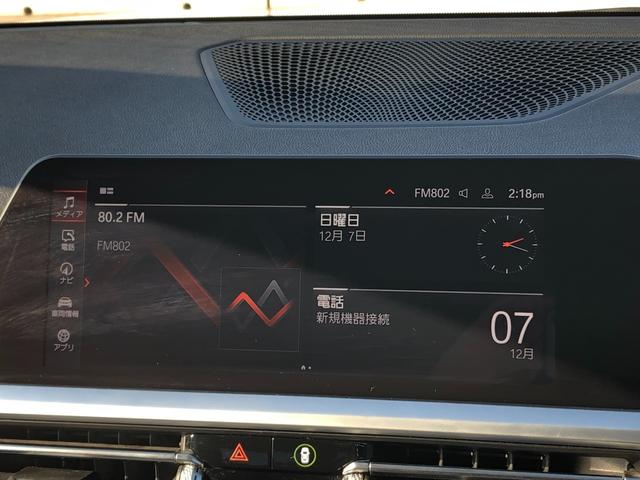 FM802 2:18pm
メディア
電話
ナビ
車両情報
アプリ
80.2 FM
FM802
日曜日
12月 7日
電話
新規機器接続
07
12月